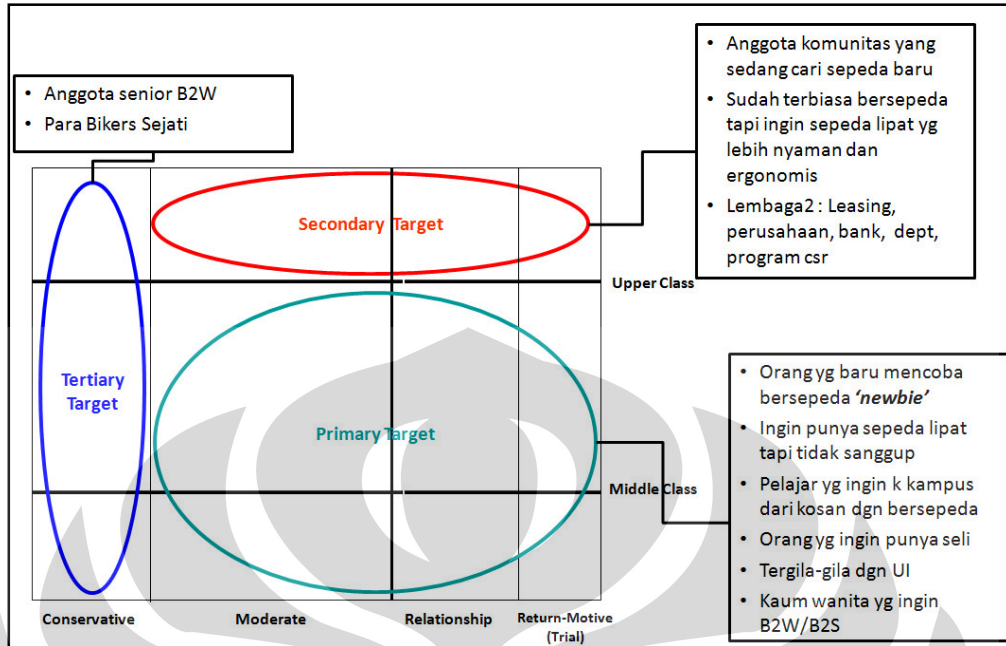 • Anggota senior B2W
• Para Bikers Sejati
• Anggota komunitas yang
sedang cari sepeda baru
• Sudah terbiasa bersepeda
tapi ingin sepeda lipat yg
lebih nyaman dan
ergonomis
• Lembaga2 : Leasing,
perusahaan, bank, dept,
program csr
Secondary Target
Upper Class
Tertiary
Target
Primary Target
Middle Class
• Orang yg baru mencoba
bersepeda 'newbie'
• Ingin punya sepeda lipat
tapi tidak sanggup
• Pelajar yg ingin k kampus
dari kosan dgn bersepeda
• Orang yg ingin punya seli
• Tergila-gila dgn UI
• Kaum wanita yg ingin
B2W/B2S
Conservative
Moderate
Relationship
Return-Motive
(Trial)